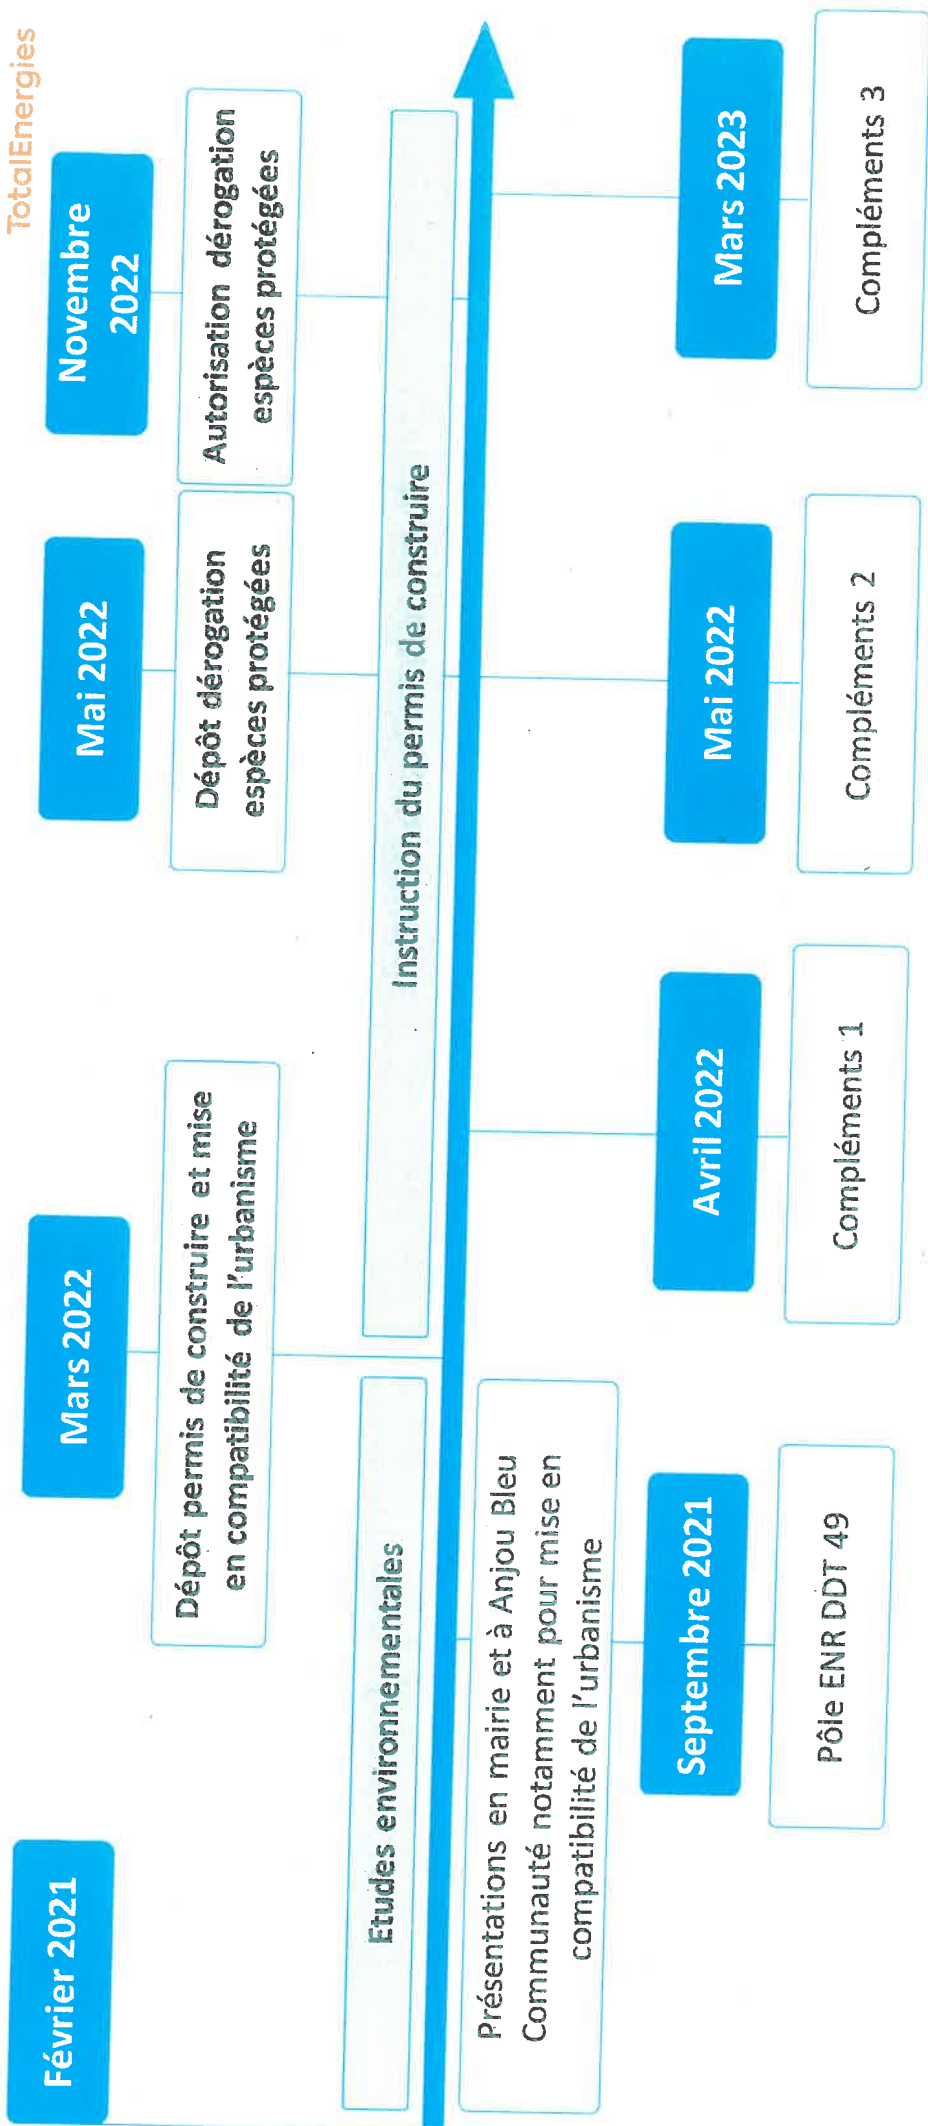 TotalEnergies
Février 2021
Mars 2022
Dépôt permis de construire et mise
en compatibilité de l'urbanisme
Mai 2022
Dépôt dérogation
espèces protégées
Novembre
2022
Autorisation dérogation
espèces protégées
Etudes environnementales
Instruction du permis de construire
Présentations en mairie et à Anjou Bleu
Communauté notamment pour mise en
compatibilité de l'urbanisme
Septembre 2021
Pôle ENR DDT 49
Avril 2022
Compléments 1
Mai 2022
Compléments 2
Mars 2023
Compléments 3